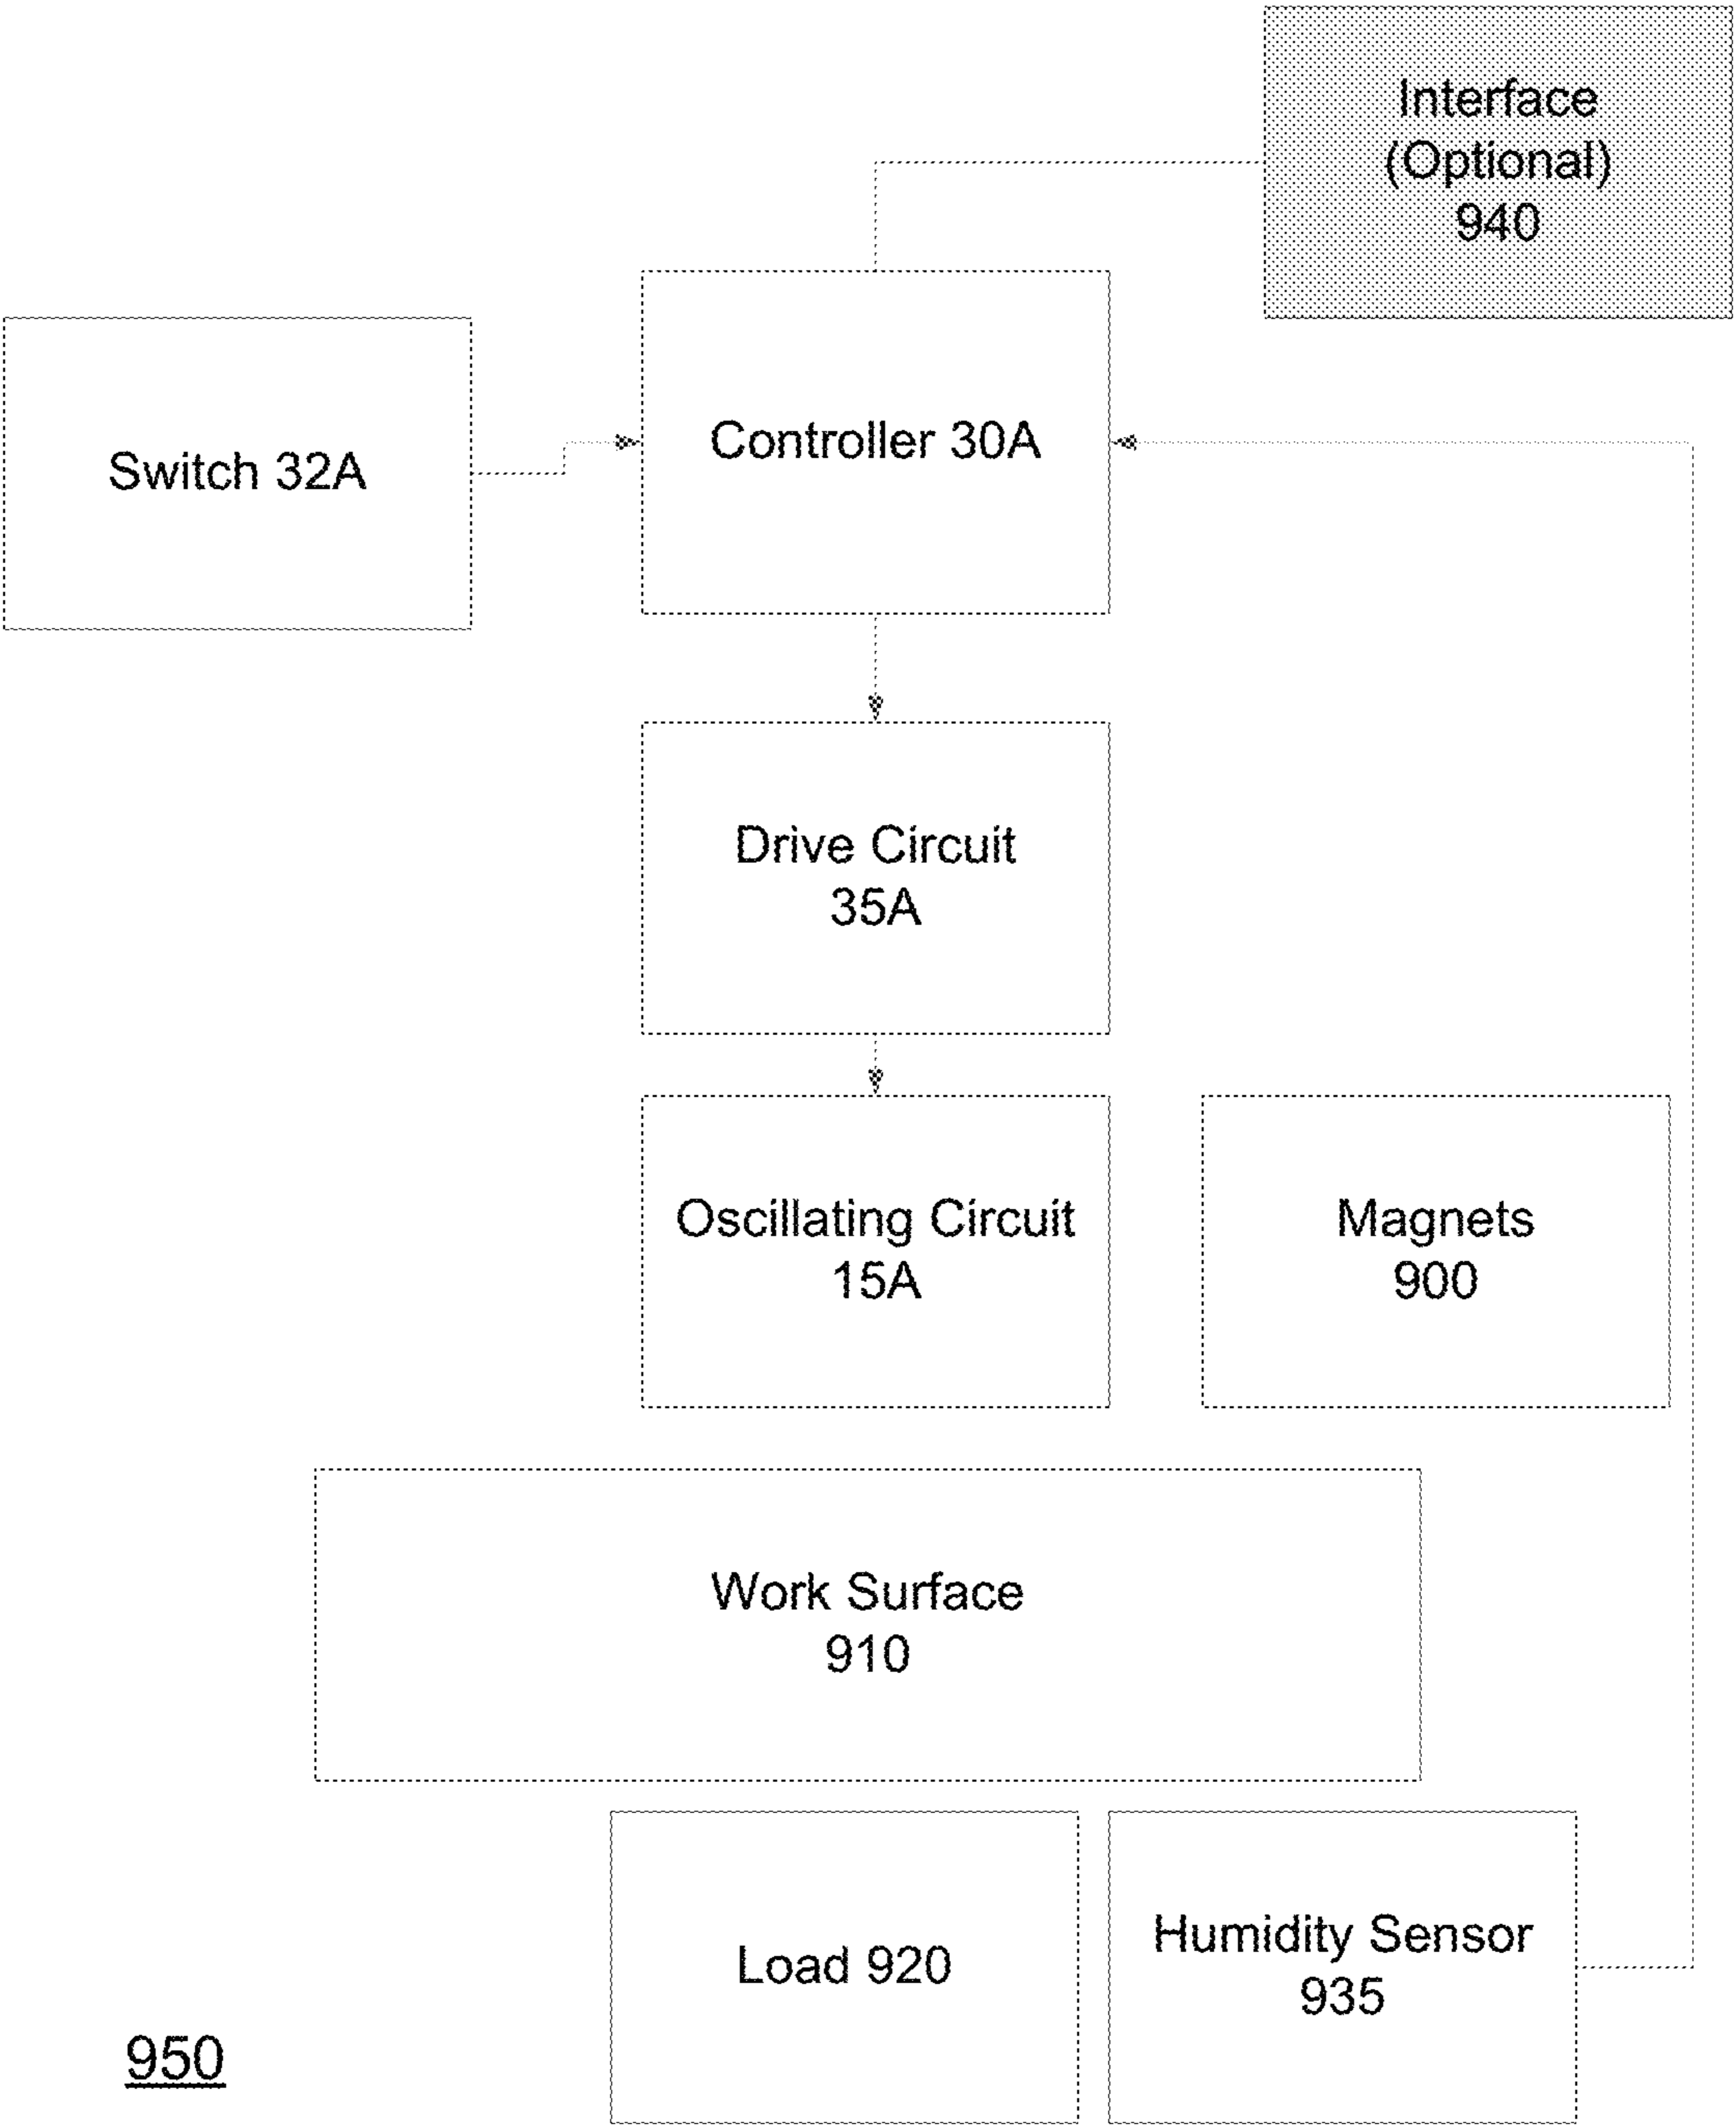 Interface
(Optional)
940
Controller 30A
Switch 32A
Drive Circuit
35A
Oscillating Circuit
15A
Magnets
900
Work Surface
910
Load 920
Humidity Sensor
935
950